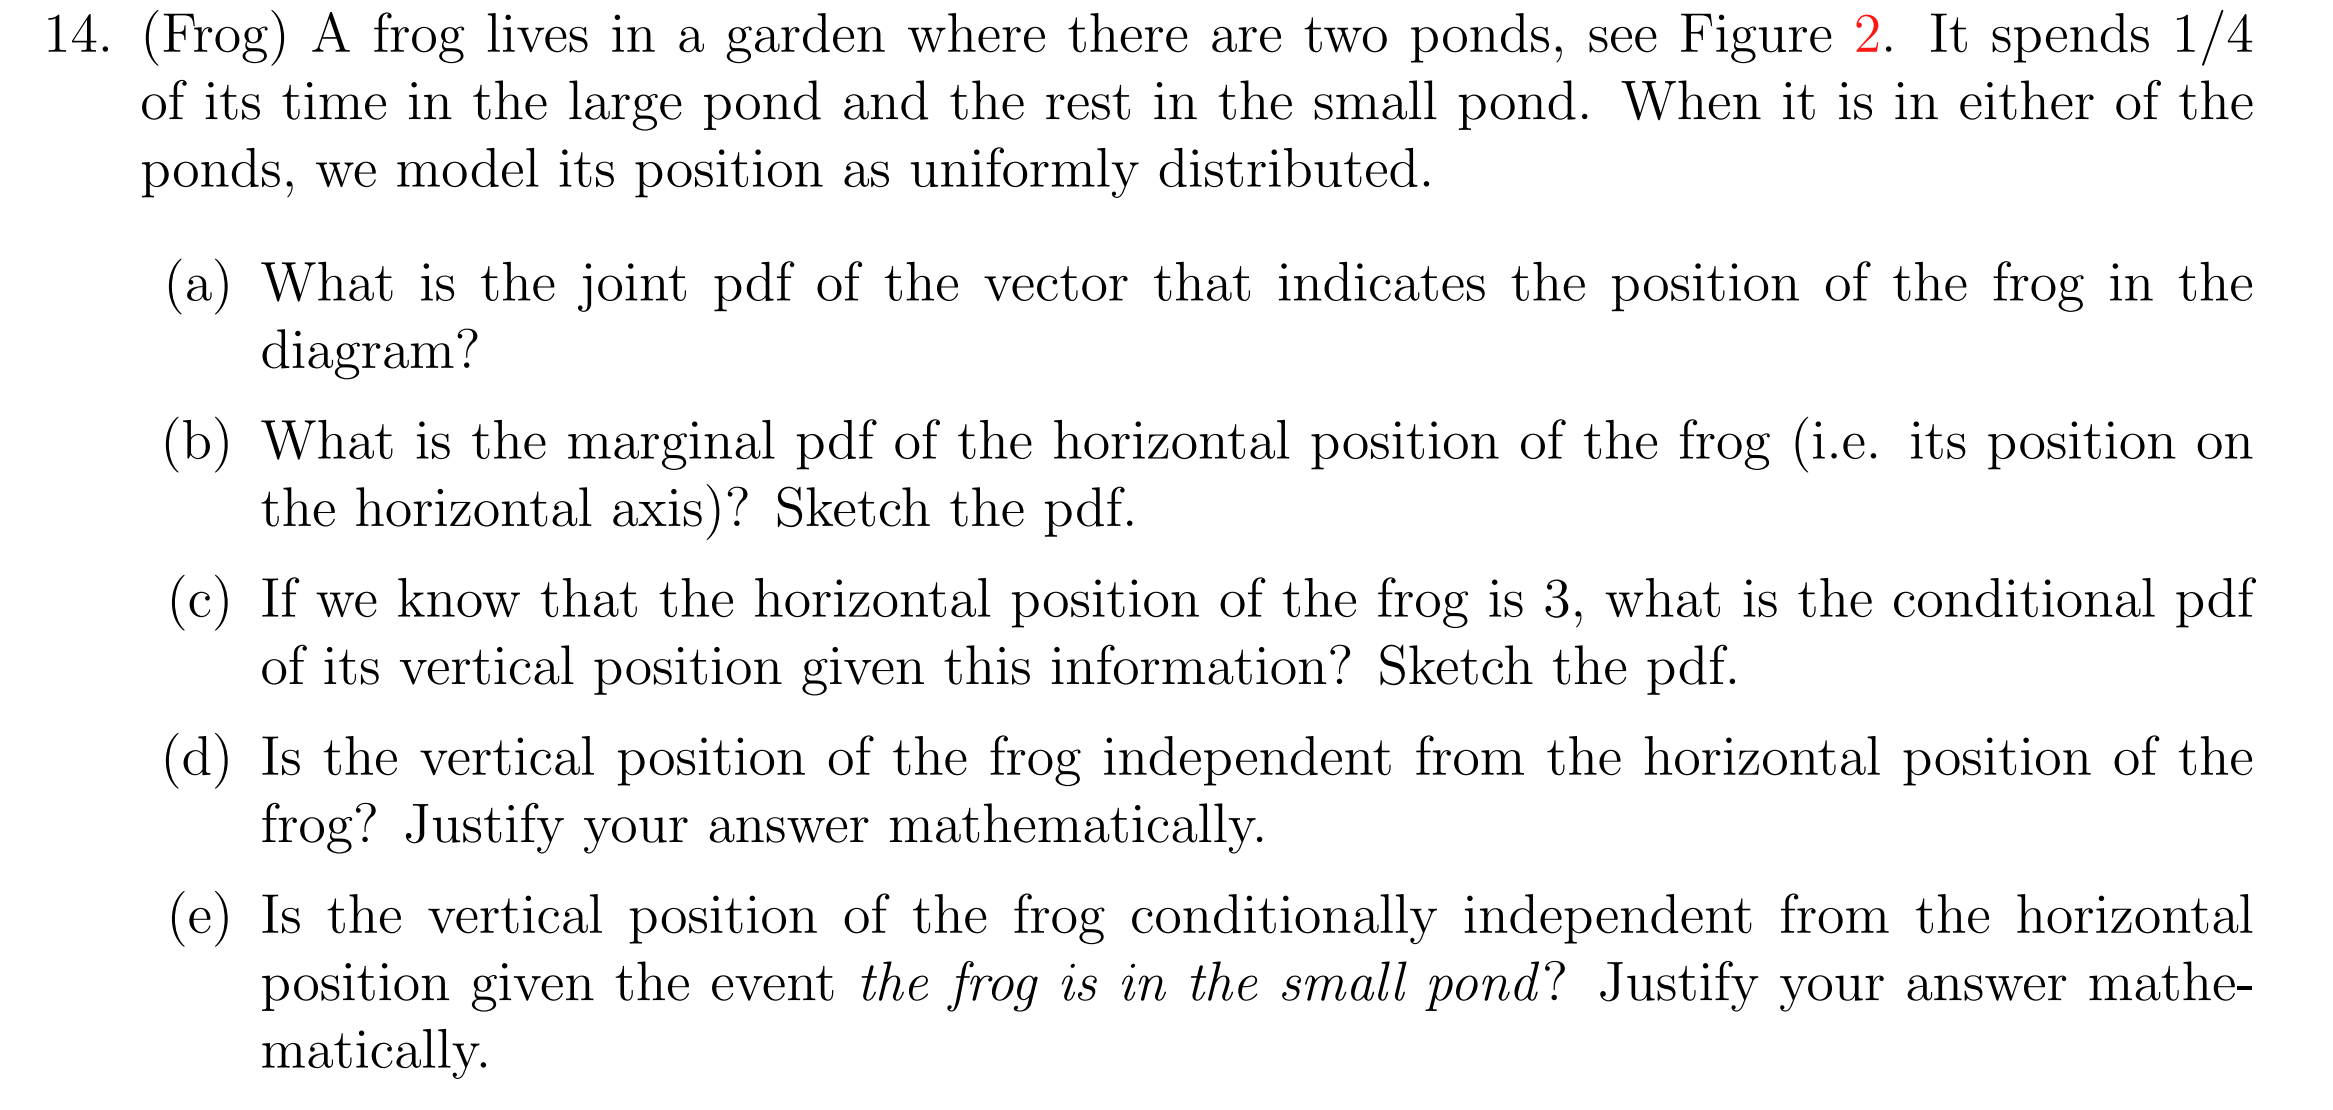 14. (Frog) A frog lives in a garden where there are two ponds, see Figure 2. It spends 1/4
of its time in the large pond and the rest in the small pond. When it is in either of the
ponds, we model its position as uniformly distributed.
(a) What is the joint pdf of the vector that indicates the position of the frog in the
diagram?
(b) What is the marginal pdf of the horizontal position of the frog (i.e. its position on
the horizontal axis)? Sketch the pdf.
(c) If we know that the horizontal position of the frog is 3, what is the conditional pdf
of its vertical position given this information? Sketch the pdf.
(d) Is the vertical position of the frog independent from the horizontal position of the
frog? Justify your answer mathematically.
(e) Is the vertical position of the frog conditionally independent from the horizontal
position given the event the frog is in the small pond? Justify your answer mathe-
matically.